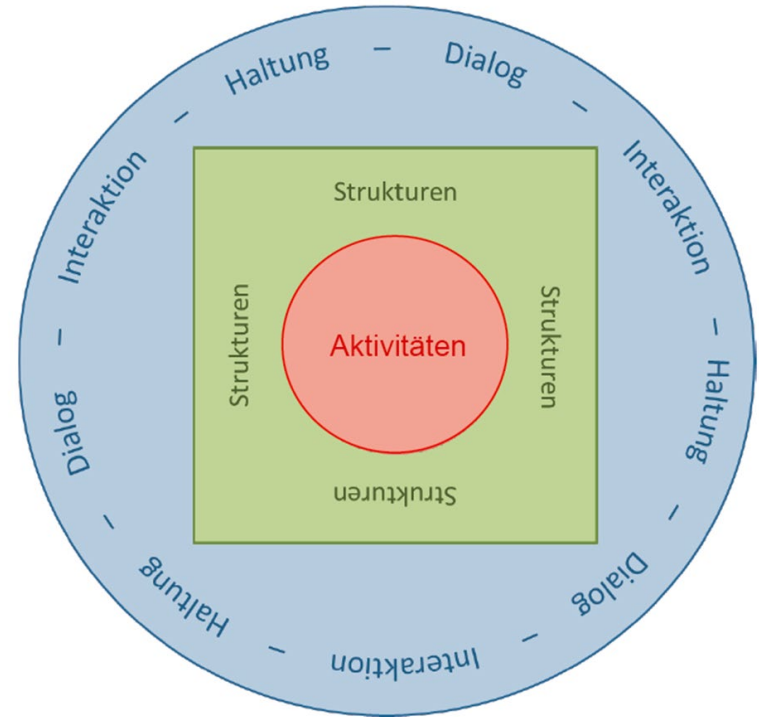 Haltung – Dialog – Interaktion – Haltung – Dialog – Interaktion – Haltung – Dialog – Interaktion –
Strukturen
Strukturen
Strukturen
Strukturen
Aktivitäten